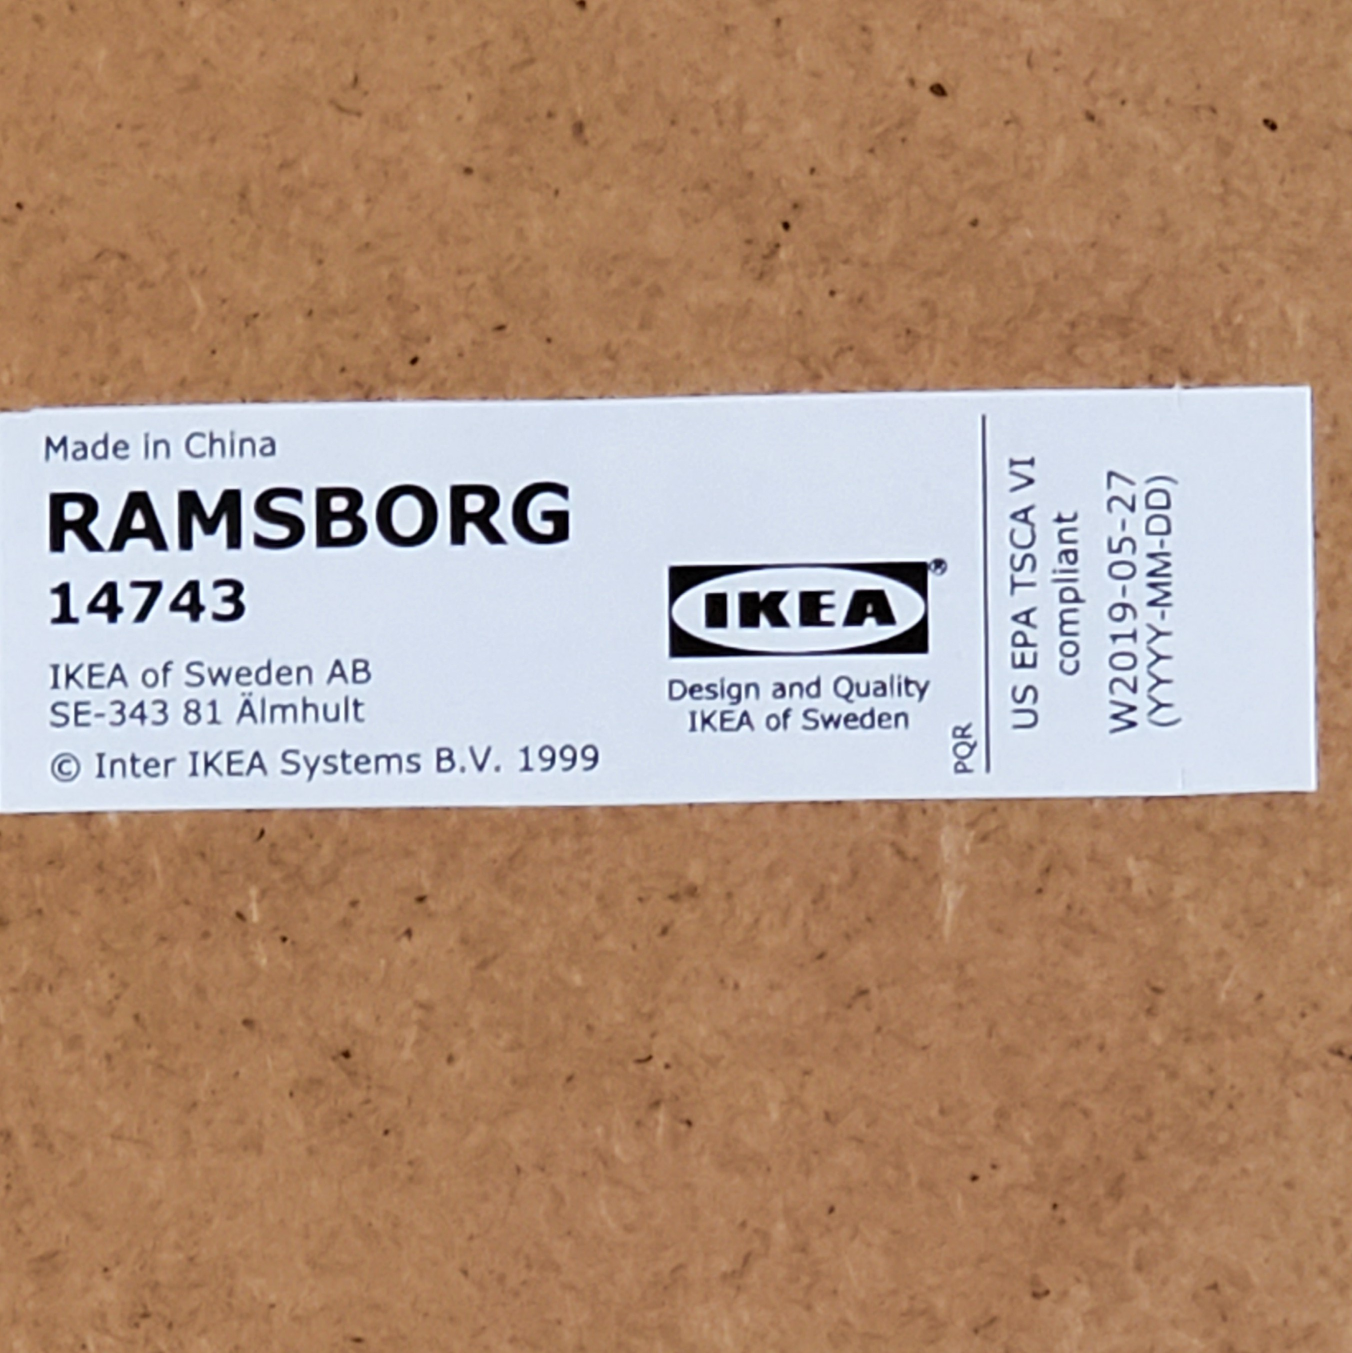 Made in China
RAMSBORG
14743
IKEA of Sweden AB
SE-343 81 Älmhult
© Inter IKEA Systems B.V. 1999
IKEA®
Design and Quality
IKEA of Sweden
PQR
US EPA TSCA VI
compliant
W2019-05-27
(YYYY-MM-DD)